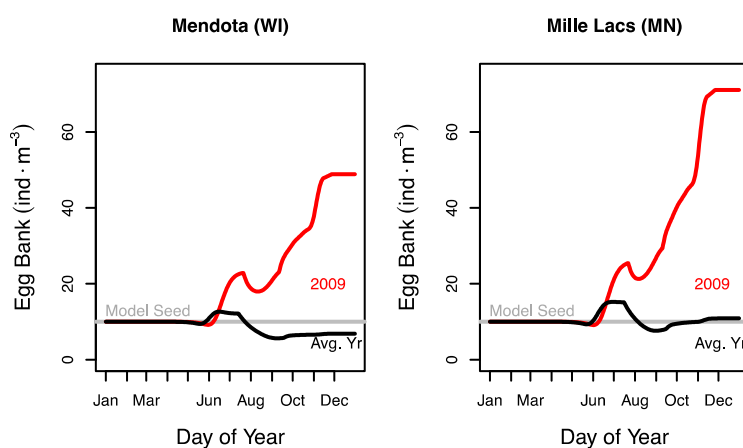 Mendota (WI)
Egg Bank (ind · m⁻³)
60
40
20
0
Model Seed
2009
Avg. Yr
Jan Mar Jun Aug Oct Dec
Day of Year
Mille Lacs (MN)
Egg Bank (ind · m⁻³)
60
40
20
0
Model Seed
2009
Avg. Yr
Jan Mar Jun Aug Oct Dec
Day of Year